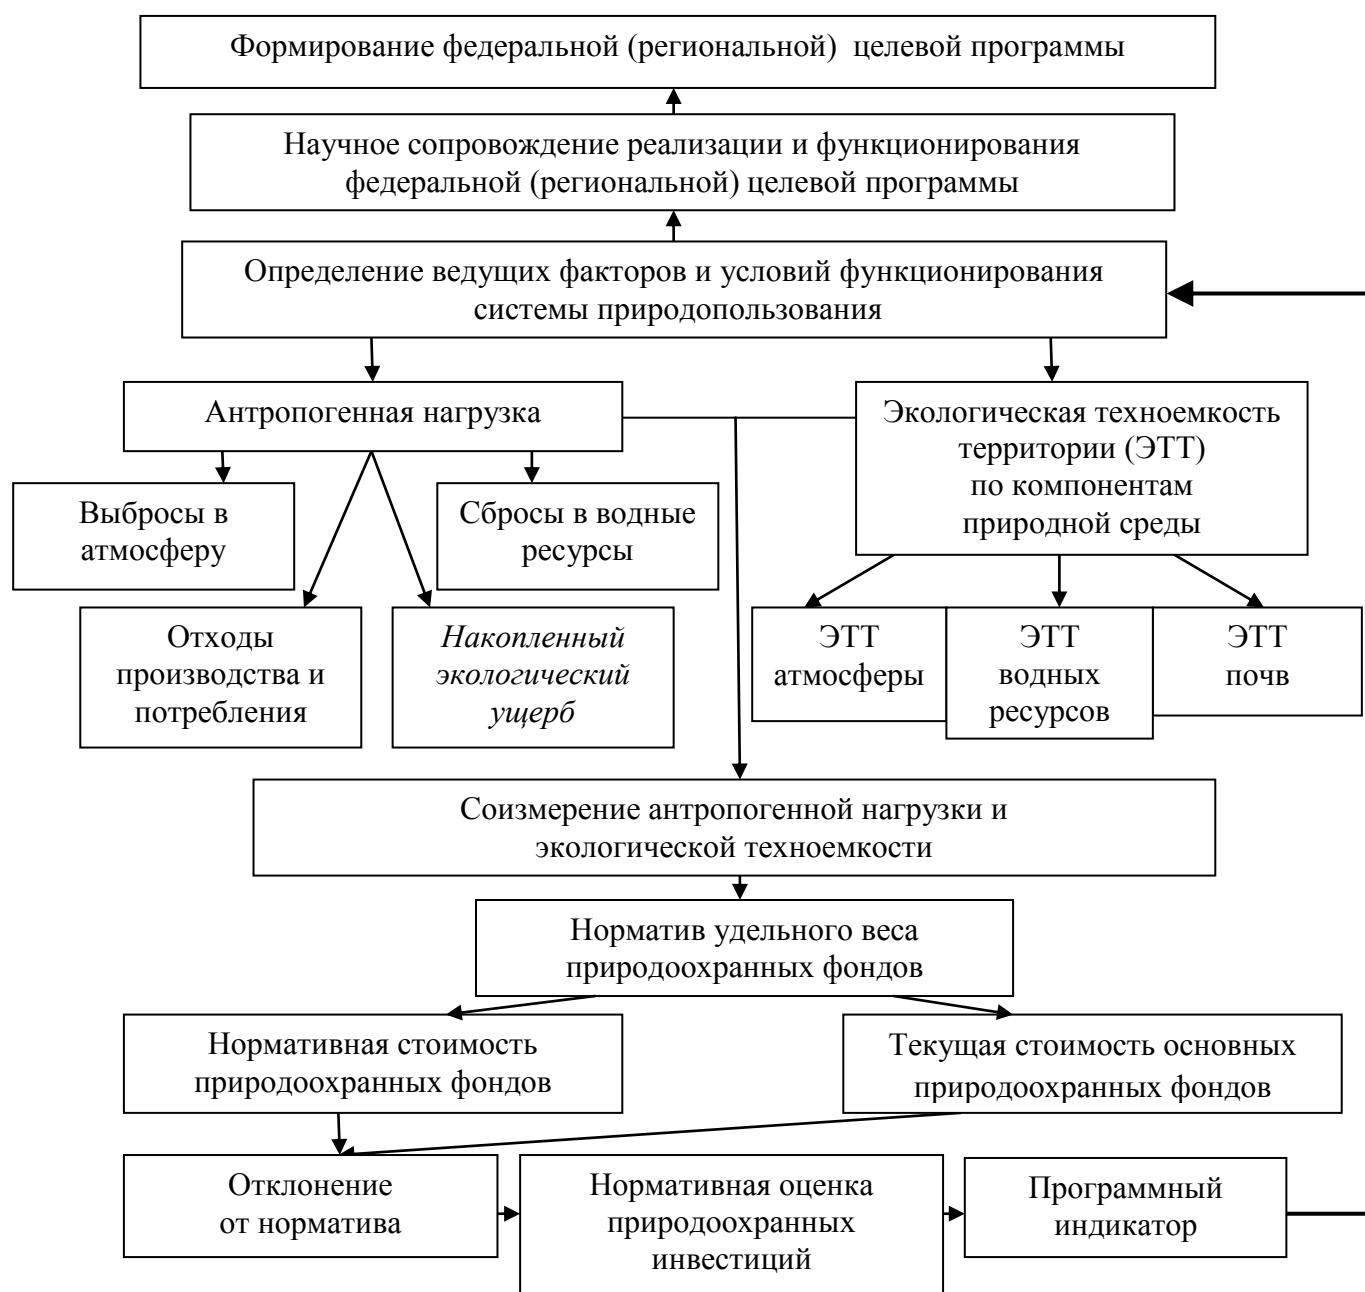 Формирование федеральной (региональной) целевой программы
Научное сопровождение реализации и функционирования
федеральной (региональной) целевой программы
Определение ведущих факторов и условий функционирования
системы природопользования
Антропогенная нагрузка
Экологическая техноемкость
территории (ЭТТ)
по компонентам
природной среды
Выбросы в
атмосферу
Сбросы в водные
ресурсы
Отходы
производства и
потребления
Накопленный
экологический
ущерб
ЭТТ
атмосферы
ЭТТ
водных
ресурсов
ЭТТ
почв
Соизмерение антропогенной нагрузки и
экологической техноемкости
Норматив удельного веса
природоохранных фондов
Нормативная стоимость
природоохранных фондов
Текущая стоимость основных
природоохранных фондов
Отклонение
от норматива
Нормативная оценка
природоохранных
инвестиций
Программный
индикатор